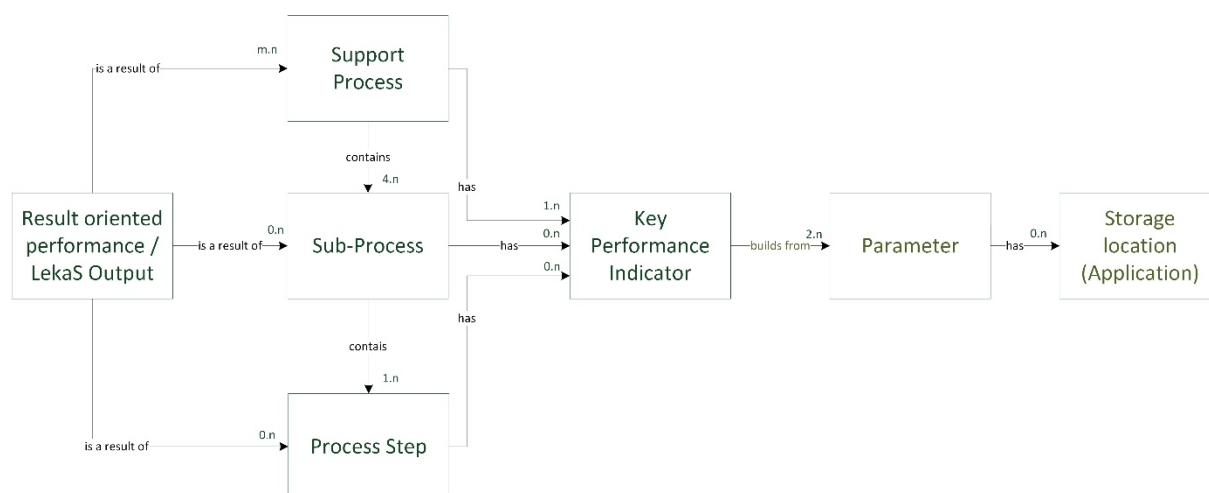 m.n
Support
Process
is a result of
contains
4.n
has
1.n
Result oriented
performance /
LekaS Output
is a result of
0.n
Sub-Process
has
0.n
0.n
Key
Performance
Indicator
builds from
2.n
Parameter
has
0.n
Storage
location
(Application)
has
contais
1.n
is a result of
0.n
Process Step